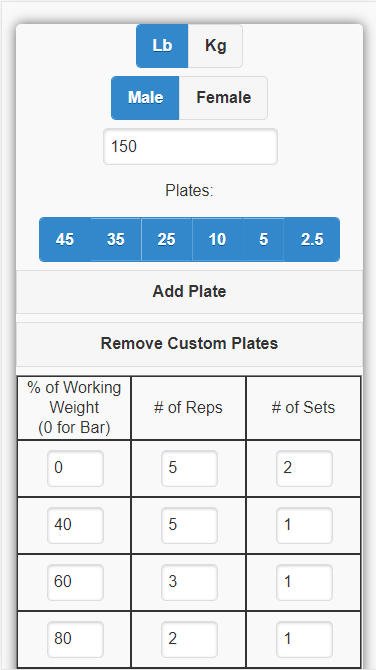 Lb Kg
Male Female
150
Plates:
45 35 25 10 5 2.5
Add Plate
Remove Custom Plates
% of Working
Weight
(0 for Bar)
# of Reps
# of Sets
0 5 2
40 5 1
60 3 1
80 2 1